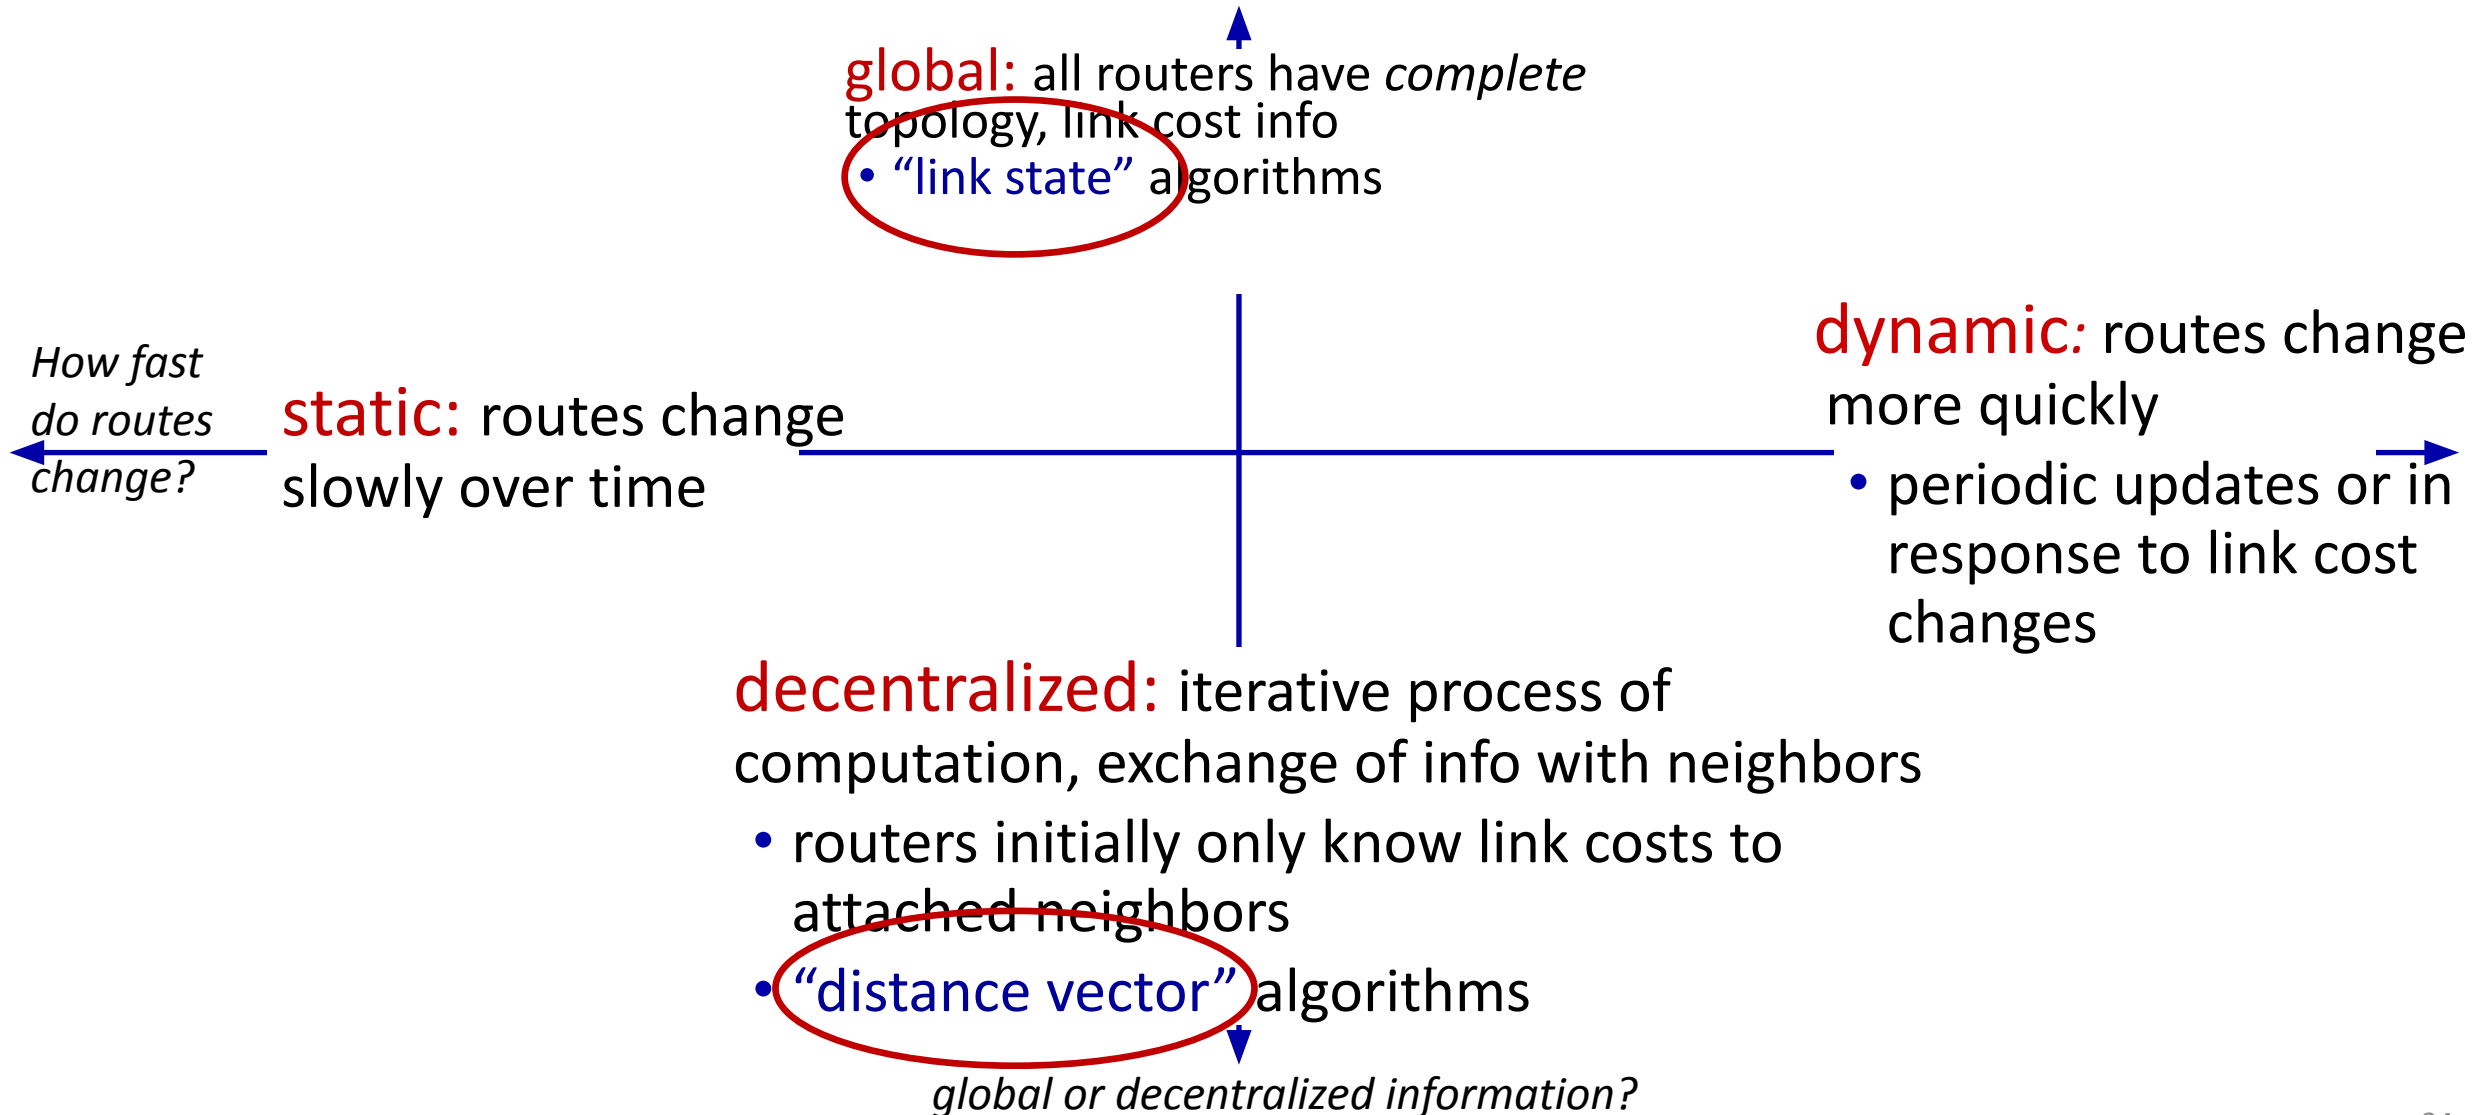 global: all routers have complete
topology, link cost info
• “link state” algorithms
How fast
do routes
change?
static: routes change
slowly over time
dynamic: routes change
more quickly
• periodic updates or in
response to link cost
changes
decentralized: iterative process of
computation, exchange of info with neighbors
• routers initially only know link costs to
attached neighbors
• “distance vector” algorithms
global or decentralized information?